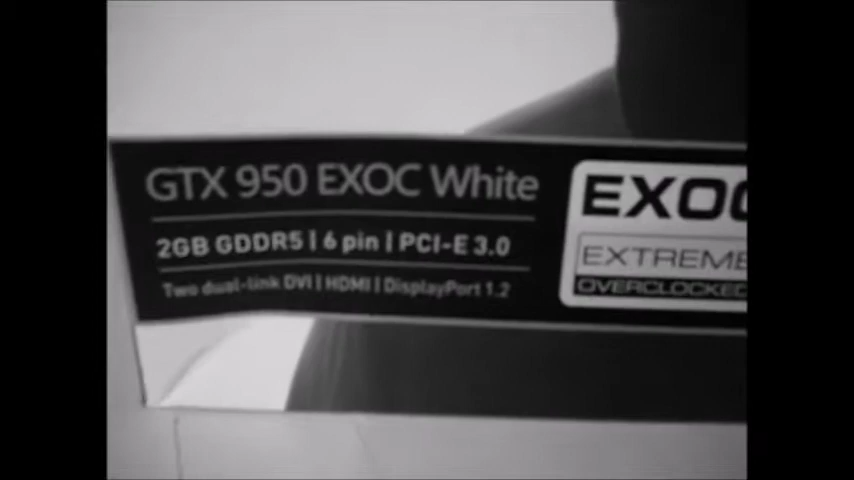 GTX 950 EXOC White
2GB GDDR5 | 6 pin | PCI-E 3.0
Two dual-link DVI | HDMI | DisplayPort 1.2
EXOC
EXTREME
OVERCLOCKED